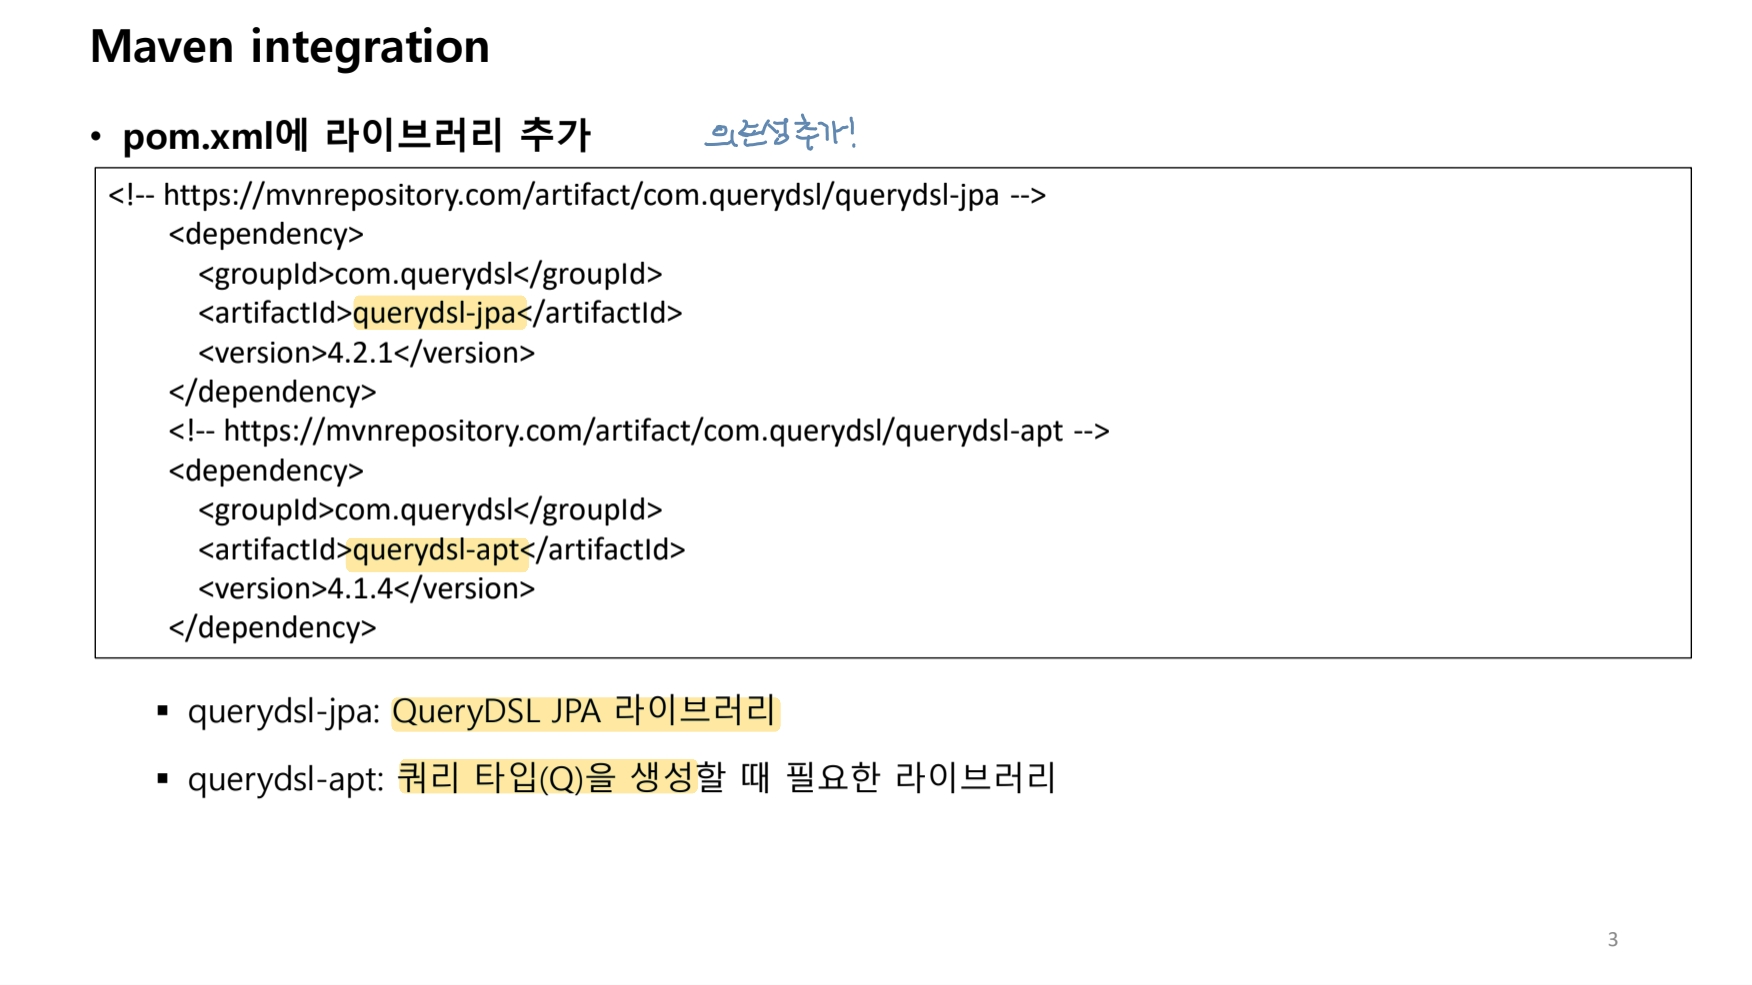 Maven integration
• pom.xml에 라이브러리 추가
의존성추가!
<!-- https://mvnrepository.com/artifact/com.querydsl/querydsl-jpa -->
<dependency>
<groupId>com.querydsl</groupId>
<artifactId>querydsl-jpa</artifactId>
<version>4.2.1</version>
</dependency>
<!-- https://mvnrepository.com/artifact/com.querydsl/querydsl-apt -->
<dependency>
<groupId>com.querydsl</groupId>
<artifactId>querydsl-apt</artifactId>
<version>4.1.4</version>
</dependency>
▪ querydsl-jpa: QueryDSL JPA 라이브러리
▪ querydsl-apt: 쿼리 타입(Q)을 생성할 때 필요한 라이브러리
3